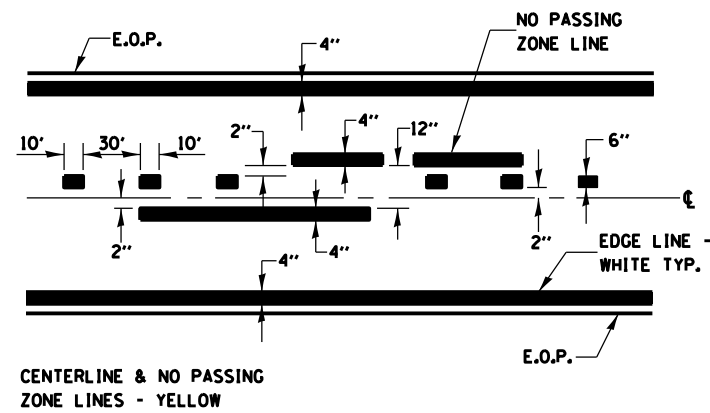 NO PASSING
ZONE LINE
E.O.P.
4"
10'
30'
10'
2"
4"
12"
6"
℄
2"
4"
2"
4"
EDGE LINE -
WHITE TYP.
E.O.P.
CENTERLINE & NO PASSING
ZONE LINES - YELLOW